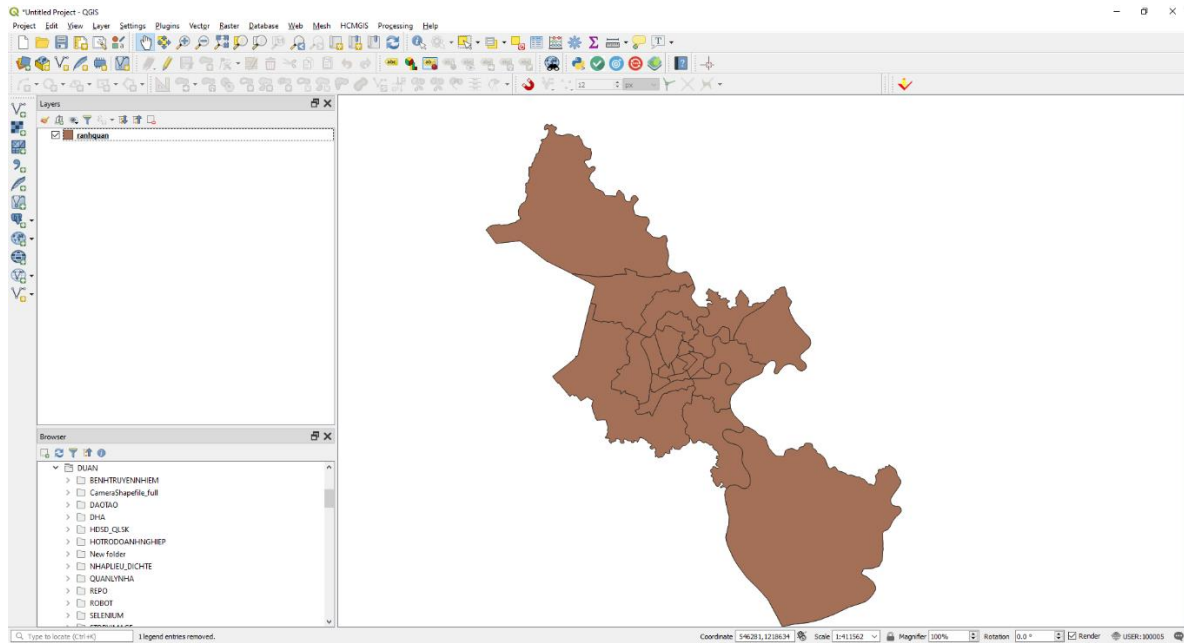 *Untitled Project - QGIS
Project Edit View Layer Settings Plugins Vector Raster Database Web Mesh HCMGIS Processing Help
12 px
Layers
ranhquan
Browser
DUAN
BENHTRUYENNHIEM
CameraShapefile_full
DAOTAO
DHA
HDSD_QLSK
HOTRODOANHNGHIEP
New folder
NHAPLIEU_DICHTE
QUANLYNHA
REPO
ROBOT
SELENIUM
Type to locate (Ctrl+K) 1 legend entries removed. Coordinate 546281,1218634 Scale 1:411562 Magnifier 100% Rotation 0.0 ° Render USER:100005